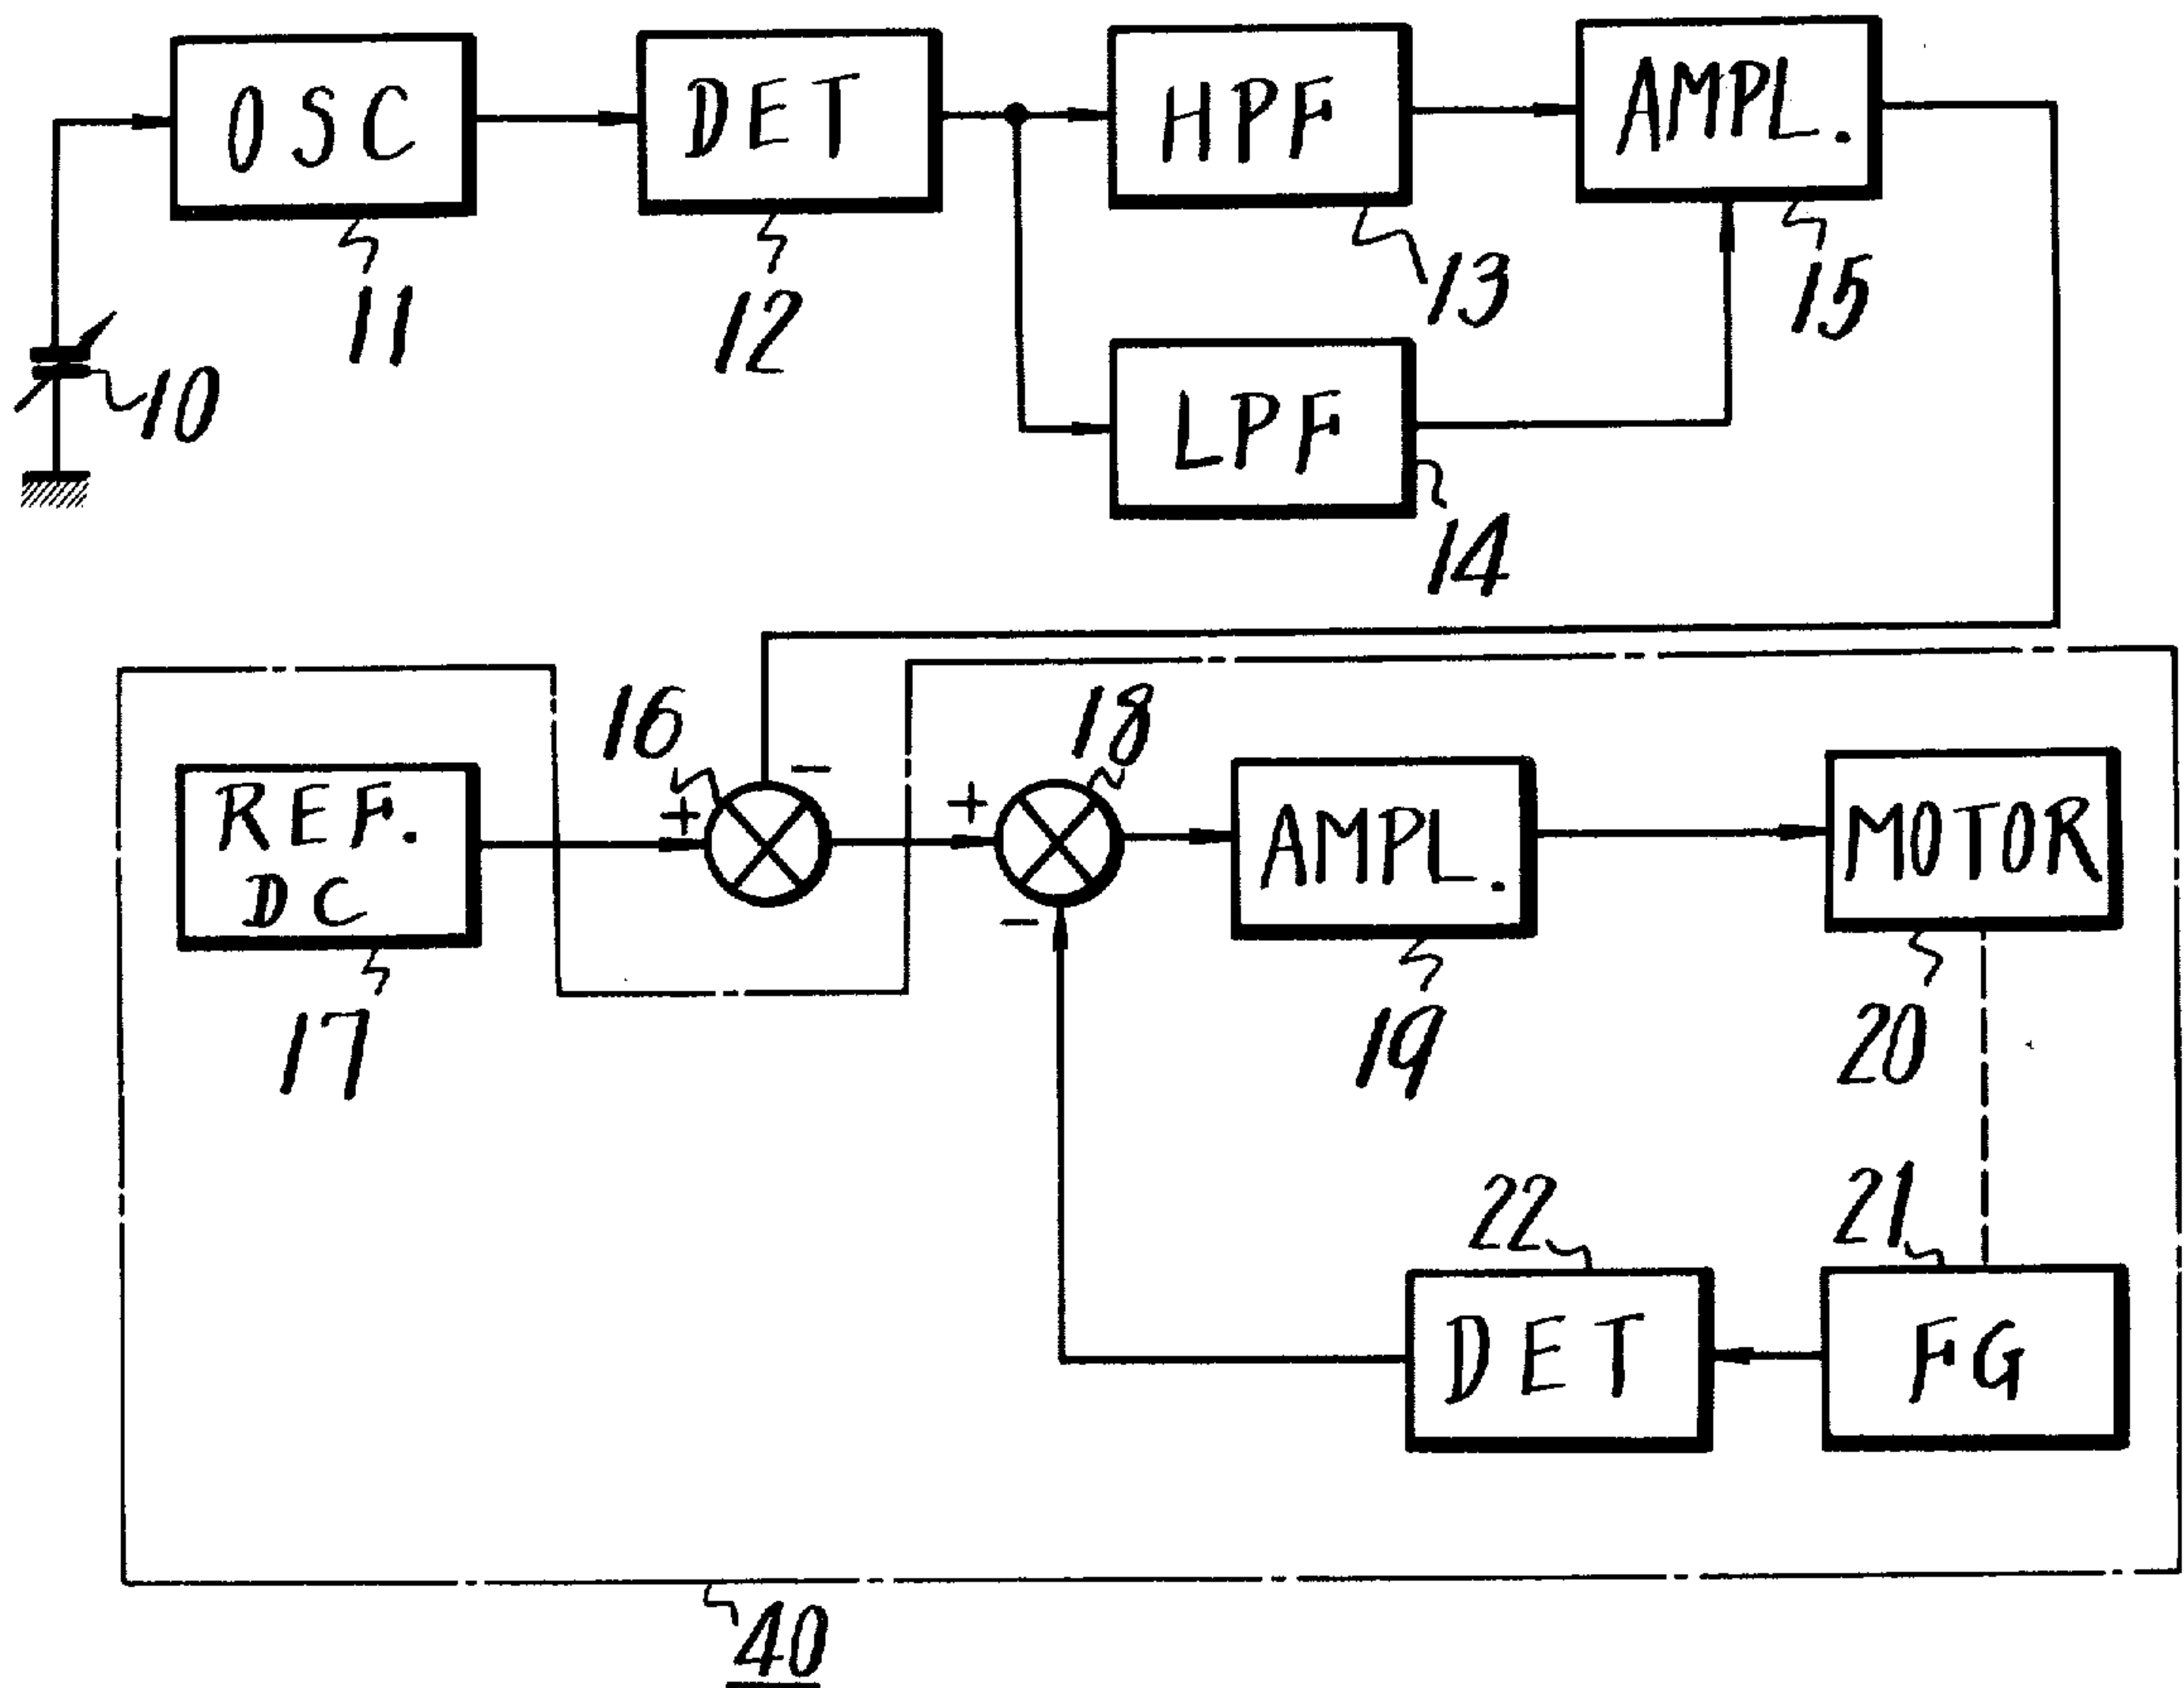 OSC
DET
HPF
AMPL.
11
12
13
15
10
LPF
14
16
18
−
+
+
REF.
DC
AMPL.
MOTOR
−
17
19
20
22
21
DET
FG
40